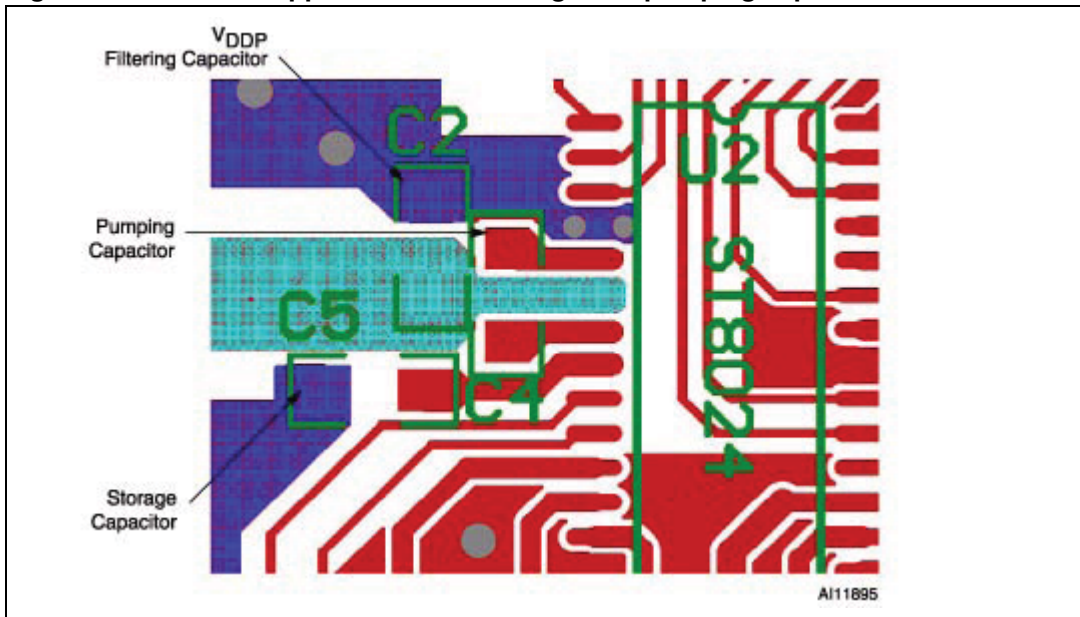 VDDP
Filtering Capacitor
C2
U2
Pumping
Capacitor
ST8024
C5
C4
Storage
Capacitor
AI11895